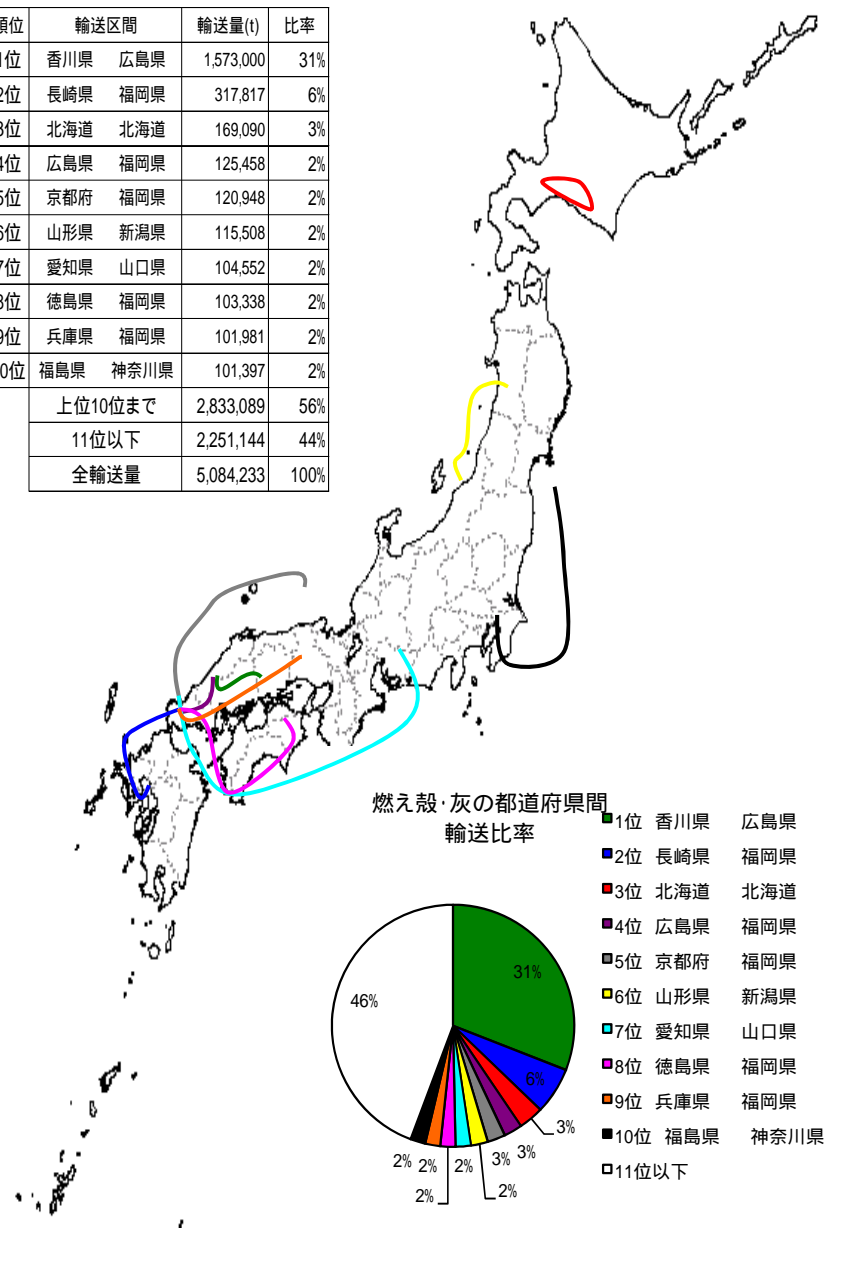 順位 輸送区間 輸送量(t) 比率
1位 香川県 広島県 1,573,000 31%
2位 長崎県 福岡県 317,817 6%
3位 北海道 北海道 169,090 3%
4位 広島県 福岡県 125,458 2%
5位 京都府 福岡県 120,948 2%
6位 山形県 新潟県 115,508 2%
7位 愛知県 山口県 104,552 2%
8位 徳島県 福岡県 103,338 2%
9位 兵庫県 福岡県 101,981 2%
10位 福島県 神奈川県 101,397 2%
上位10位まで 2,833,089 56%
11位以下 2,251,144 44%
全輸送量 5,084,233 100%
燃え殻・灰の都道府県間
輸送比率
1位 香川県 広島県
2位 長崎県 福岡県
3位 北海道 北海道
4位 広島県 福岡県
5位 京都府 福岡県
6位 山形県 新潟県
7位 愛知県 山口県
8位 徳島県 福岡県
9位 兵庫県 福岡県
10位 福島県 神奈川県
11位以下
31%
46%
6%
3%
3%
3%
2%
2%
2%
2%
2%